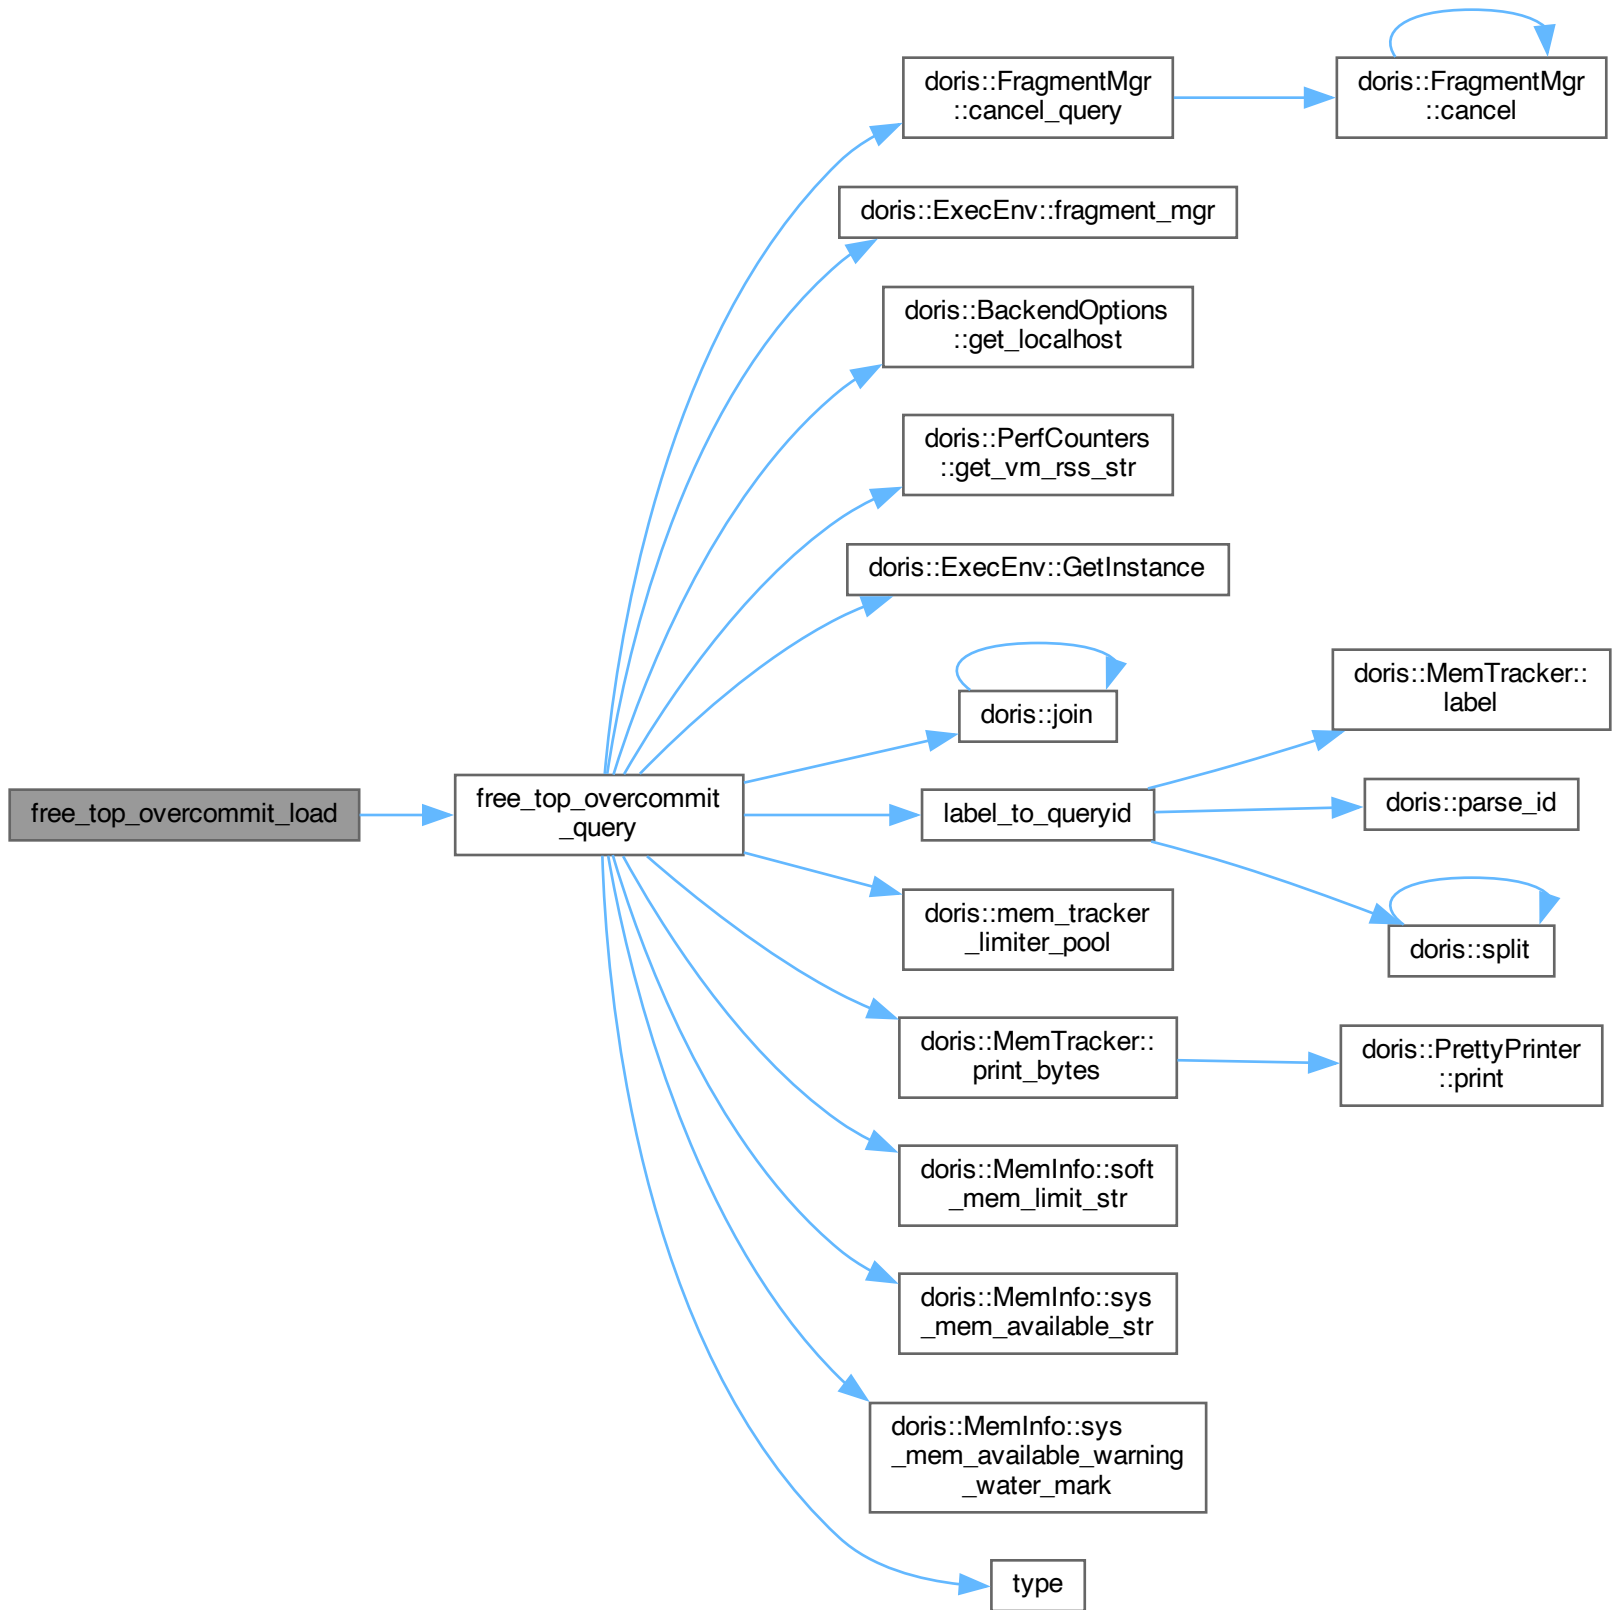 free_top_overcommit_load
free_top_overcommit
_query
doris::FragmentMgr
::cancel_query
doris::FragmentMgr
::cancel
doris::ExecEnv::fragment_mgr
doris::BackendOptions
::get_localhost
doris::PerfCounters
::get_vm_rss_str
doris::ExecEnv::GetInstance
doris::join
label_to_queryid
doris::MemTracker::
label
doris::parse_id
doris::split
doris::mem_tracker
_limiter_pool
doris::MemTracker::
print_bytes
doris::PrettyPrinter
::print
doris::MemInfo::soft
_mem_limit_str
doris::MemInfo::sys
_mem_available_str
doris::MemInfo::sys
_mem_available_warning
_water_mark
type